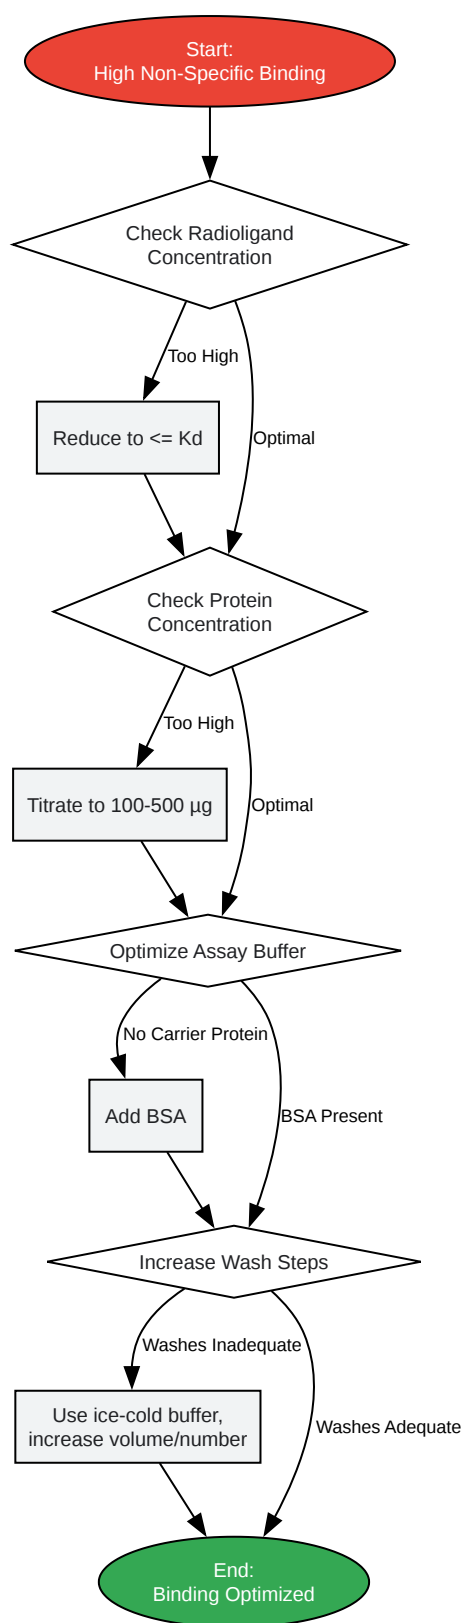 Start:
High Non-Specific Binding
Check Radioligand
Concentration
Too High
Reduce to <= Kd
Optimal
Check Protein
Concentration
Too High
Titrate to 100-500 µg
Optimal
Optimize Assay Buffer
No Carrier Protein
Add BSA
BSA Present
Increase Wash Steps
Washes Inadequate
Use ice-cold buffer,
increase volume/number
Washes Adequate
End:
Binding Optimized